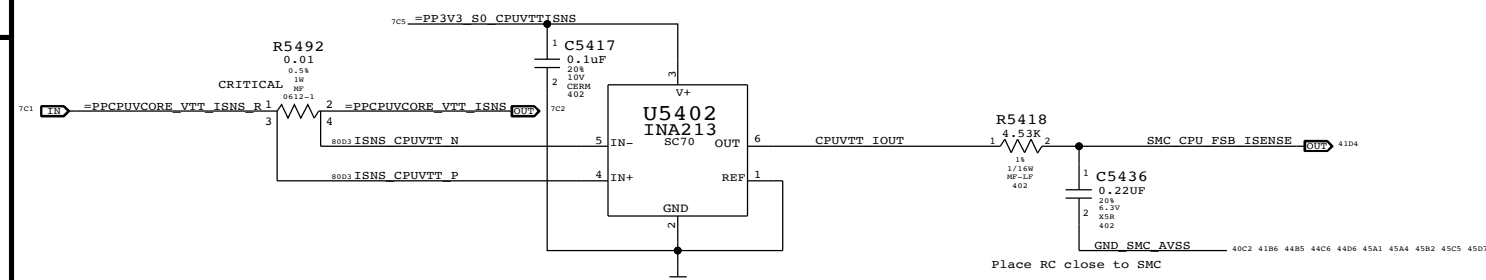 7C5 =PP3V3_S0_CPUVTTISNS
R5492
0.01
0.5%
1W
MF
0612-1
CRITICAL
1 C5417
0.1uF
20%
10V
CERM
402
2
3
V+
7C1 IN =PPCPUVCORE_VTT_ISNS_R 1 2 =PPCPUVCORE_VTT_ISNS OUT 7C2
3 4
U5402
INA213
SC70
80D3 ISNS_CPUVTT_N 5 IN- OUT 6 CPUVTT_IOUT
80D3 ISNS_CPUVTT_P 4 IN+ REF 1
GND
2
R5418
4.53K
1 2
1%
1/16W
MF-LF
402
SMC_CPU_FSB_ISENSE OUT 41D4
1 C5436
0.22UF
20%
6.3V
X5R
402
2
GND_SMC_AVSS 40C2 41B6 44B5 44C6 44D6 45A1 45A4 45B2 45C5 45D7
Place RC close to SMC